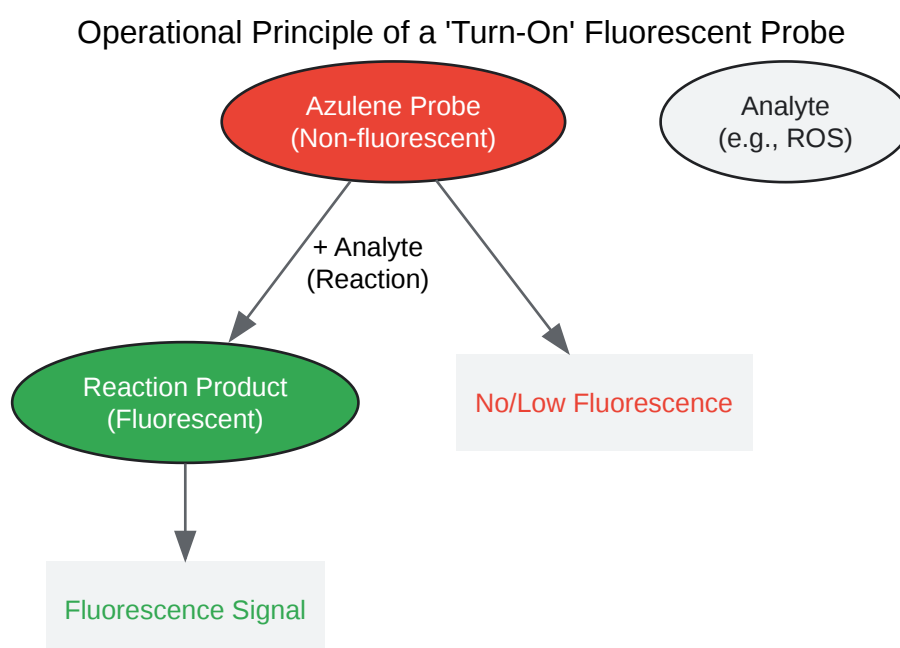 Operational Principle of a 'Turn-On' Fluorescent Probe
Azulene Probe
(Non-fluorescent)
Analyte
(e.g., ROS)
+ Analyte
(Reaction)
Reaction Product
(Fluorescent)
No/Low Fluorescence
Fluorescence Signal